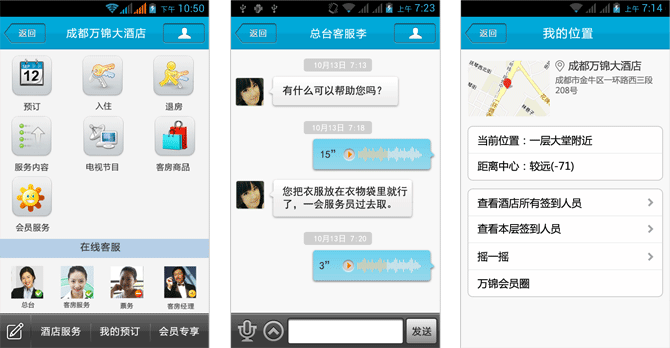 下午 10:50
返回
成都万锦大酒店
SEP
12
预订
入住
退房
服务内容
电视节目
客房商品
会员服务
在线客服
总台
客房服务
票务
客房经理
酒店服务
我的预订
会员专享
上午 7:23
返回
总台客服李
10月13日 7:13
有什么可以帮助您吗？
10月13日 7:18
15”
您把衣服放在衣物袋里就行
了，一会服务员过去取。
10月13日 7:20
3”
发送
下午 7:14
返回
我的位置
成都万锦大酒店
成都市金牛区一环路西三段
208号
当前位置：一层大堂附近
距离中心：较远(-71)
查看酒店所有签到人员
查看本层签到人员
摇一摇
万锦会员圈